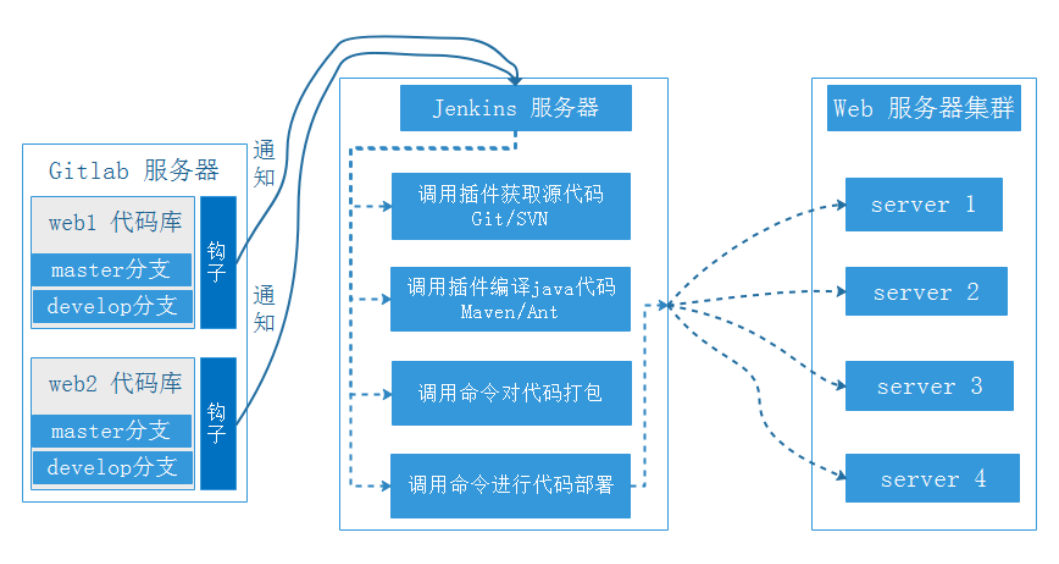 Gitlab 服务器
web1 代码库
master分支
develop分支
钩子
通知
web2 代码库
master分支
develop分支
钩子
通知
Jenkins 服务器
调用插件获取源代码
Git/SVN
调用插件编译java代码
Maven/Ant
调用命令对代码打包
调用命令进行代码部署
Web 服务器集群
server 1
server 2
server 3
server 4